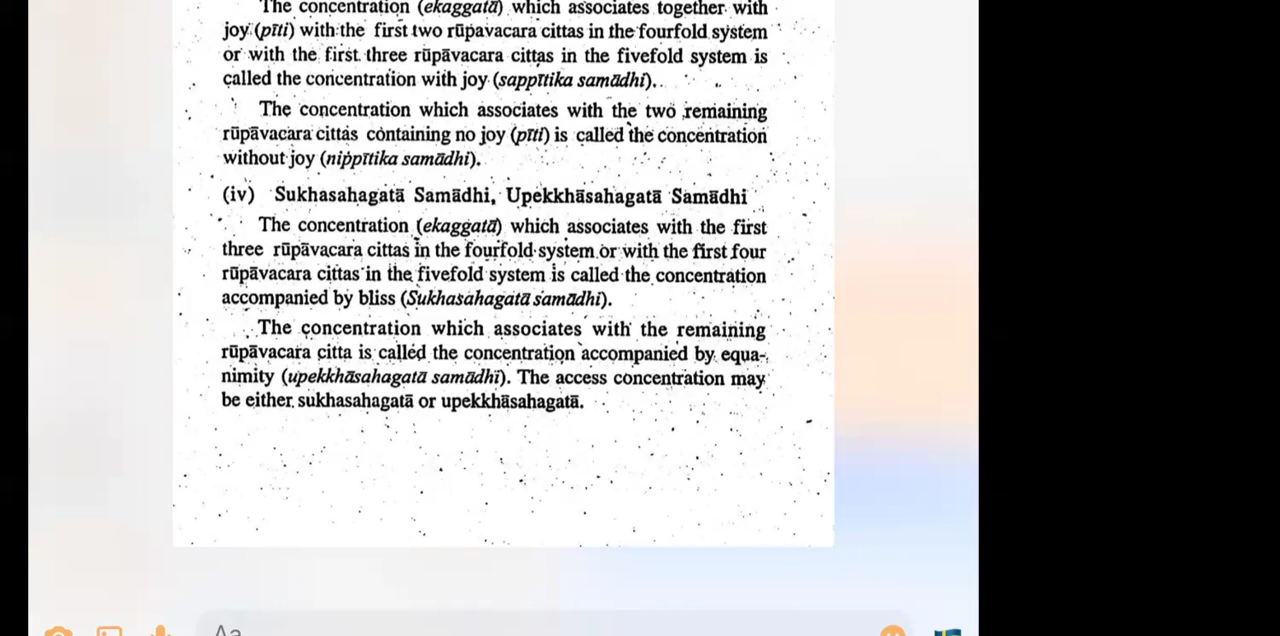 The concentration (ekaggatā) which associates together with
joy (pīti) with the first two rūpavacara cittas in the fourfold system
or with the first three rūpāvacara cittas in the fivefold system is
called the concentration with joy (sappītika samādhi).
The concentration which associates with the two remaining
rūpāvacara cittas containing no joy (pīti) is called the concentration
without joy (nippītika samādhi).
(iv) Sukhasahagatā Samādhi, Upekkhāsahagatā Samādhi
The concentration (ekaggatā) which associates with the first
three rūpāvacara cittas in the fourfold system or with the first four
rūpāvacara cittas in the fivefold system is called the concentration
accompanied by bliss (Sukhasahagatā samādhi).
The concentration which associates with the remaining
rūpāvacara citta is called the concentration accompanied by equa-
nimity (upekkhāsahagatā samādhi). The access concentration may
be either sukhasahagatā or upekkhāsahagatā.
Aa